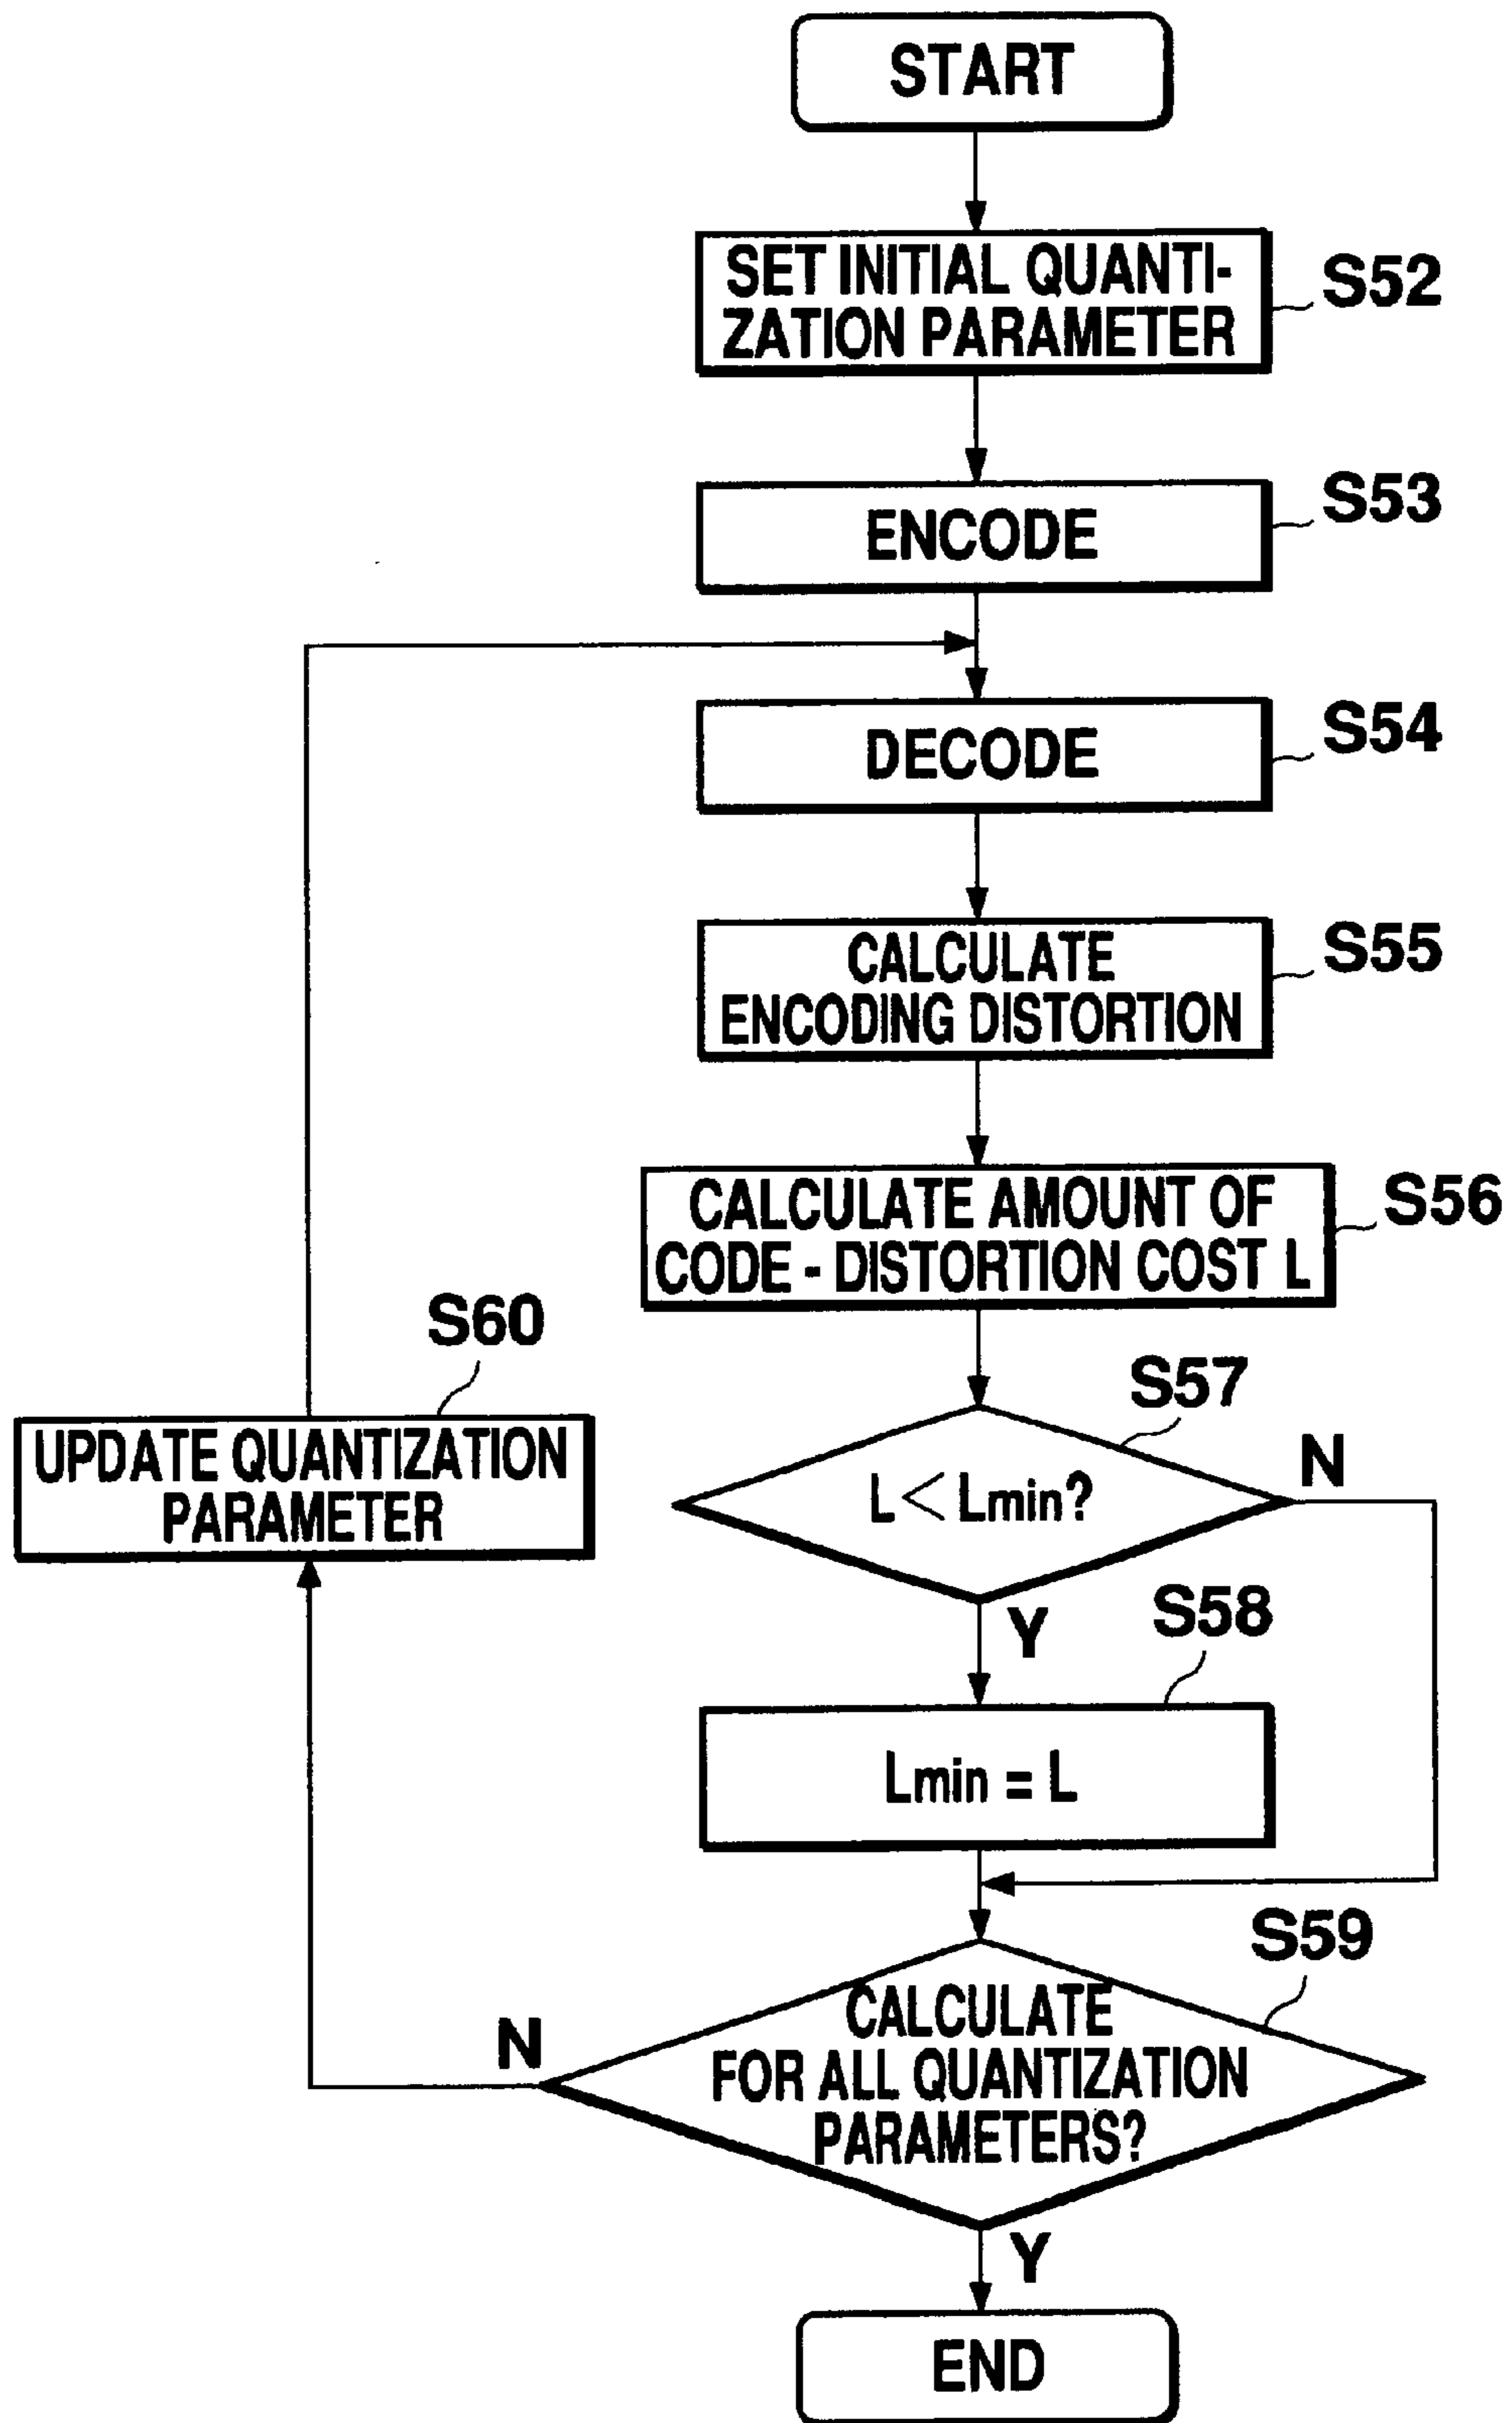 START
SET INITIAL QUANTI-
ZATION PARAMETER
S52
ENCODE
S53
DECODE
S54
CALCULATE
ENCODING DISTORTION
S55
CALCULATE AMOUNT OF
CODE - DISTORTION COST L
S56
S60
UPDATE QUANTIZATION
PARAMETER
S57
L < Lmin?
N
Y
S58
Lmin = L
S59
CALCULATE
FOR ALL QUANTIZATION
PARAMETERS?
N
Y
END